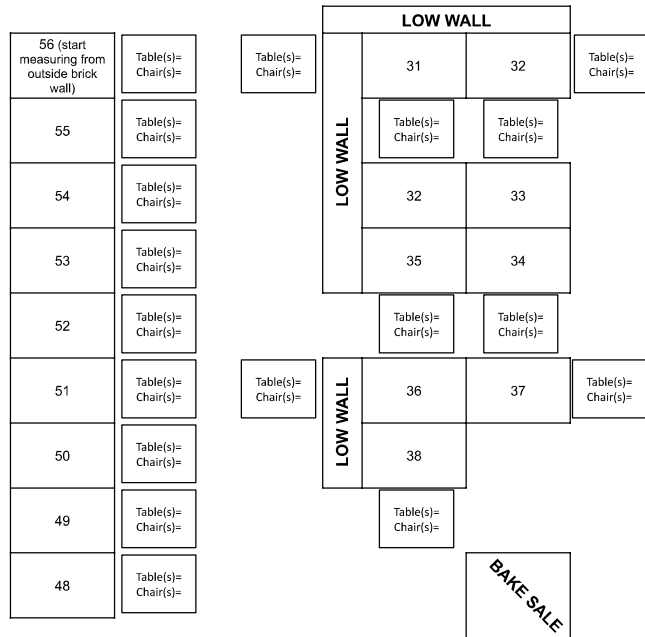 LOW WALL
56 (start
measuring from
outside brick
wall)
Table(s)=
Chair(s)=
Table(s)=
Chair(s)=
31
32
Table(s)=
Chair(s)=
LOW WALL
55
Table(s)=
Chair(s)=
Table(s)=
Chair(s)=
Table(s)=
Chair(s)=
54
Table(s)=
Chair(s)=
32
33
53
Table(s)=
Chair(s)=
35
34
52
Table(s)=
Chair(s)=
Table(s)=
Chair(s)=
Table(s)=
Chair(s)=
51
Table(s)=
Chair(s)=
Table(s)=
Chair(s)=
LOW WALL
36
37
Table(s)=
Chair(s)=
50
Table(s)=
Chair(s)=
38
49
Table(s)=
Chair(s)=
Table(s)=
Chair(s)=
48
Table(s)=
Chair(s)=
BAKE SALE